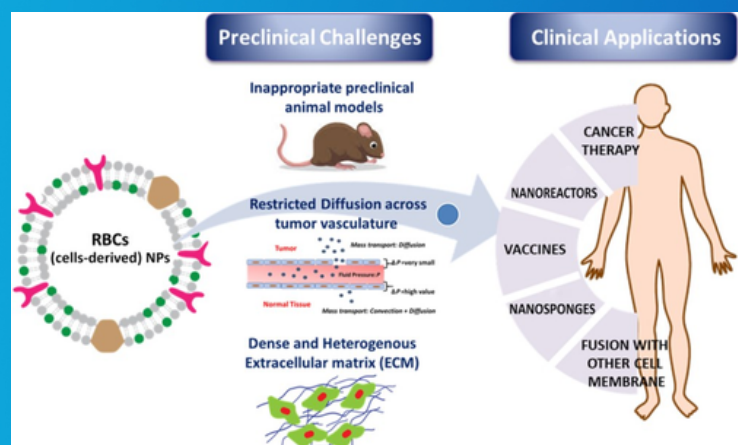 Preclinical Challenges
Clinical Applications
Inappropriate preclinical
animal models
RBCs
(cells-derived) NPs
Restricted Diffusion across
tumor vasculature
Tumor
Mass transport: Diffusion
Δ P=very small
Fluid Pressure-P
Δ P=high value
Normal Tissue
Mass transport: Convection + Diffusion
Dense and Heterogenous
Extracellular matrix (ECM)
CANCER
THERAPY
NANOREACTORS
VACCINES
NANOSPONGES
FUSION WITH
OTHER CELL
MEMBRANE